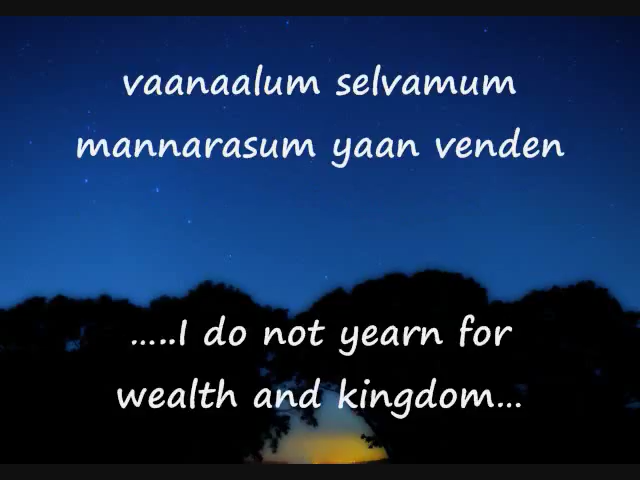 vaanaalum selvamum
mannarasum yaan venden
.....I do not yearn for
wealth and kingdom...